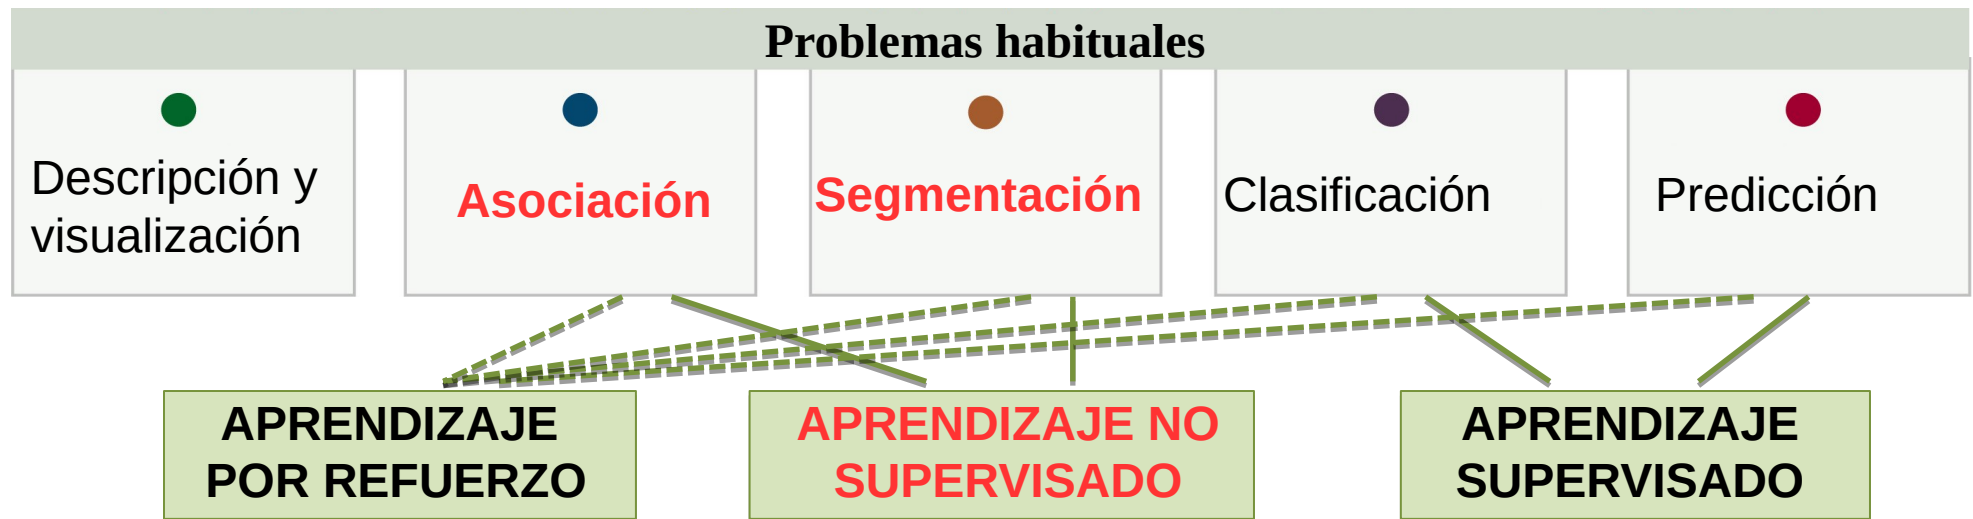 Problemas habituales
Descripción y
visualización
Asociación
Segmentación
Clasificación
Predicción
APRENDIZAJE
POR REFUERZO
APRENDIZAJE NO
SUPERVISADO
APRENDIZAJE
SUPERVISADO